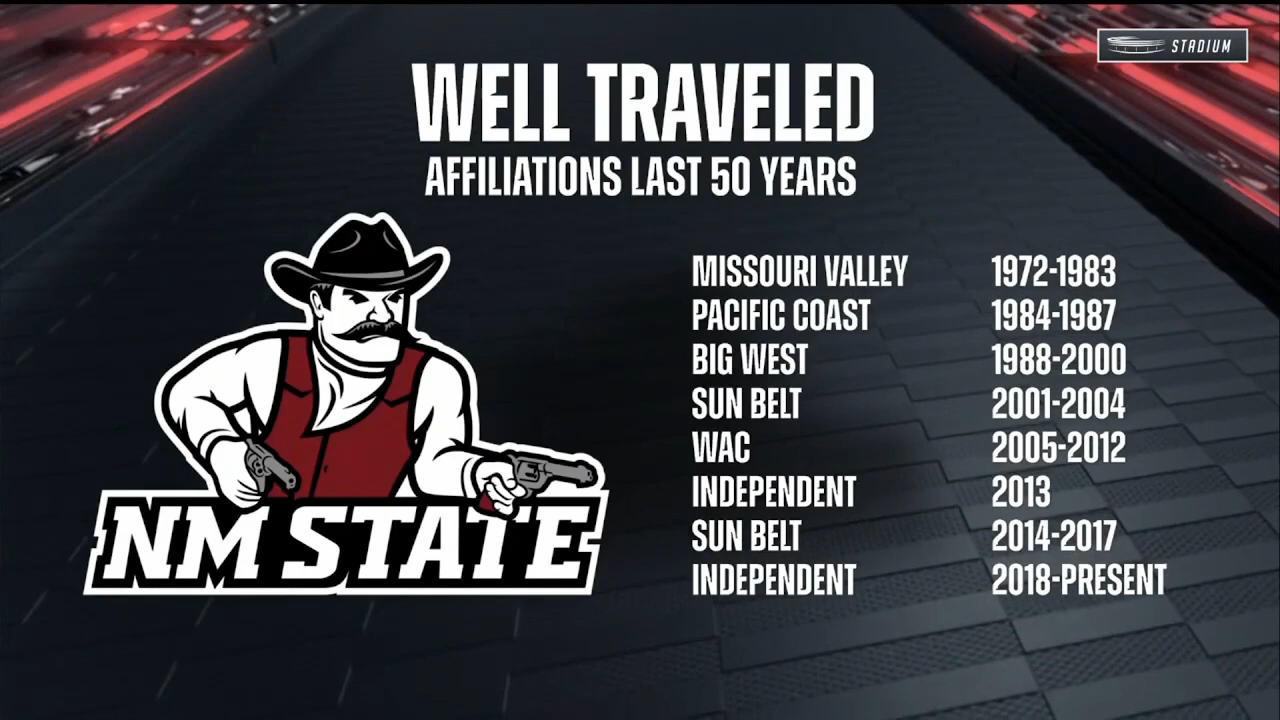 STADIUM
WELL TRAVELED
AFFILIATIONS LAST 50 YEARS
MISSOURI VALLEY 1972-1983
PACIFIC COAST 1984-1987
BIG WEST 1988-2000
SUN BELT 2001-2004
WAC 2005-2012
INDEPENDENT 2013
SUN BELT 2014-2017
INDEPENDENT 2018-PRESENT
NM STATE